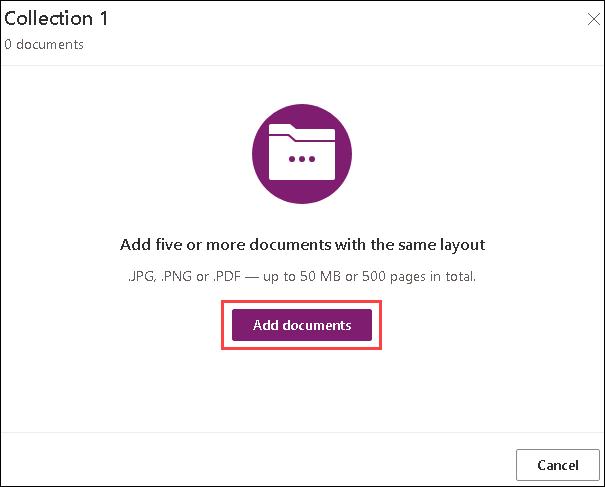 Collection 1
0 documents
Add five or more documents with the same layout
.JPG, .PNG or .PDF — up to 50 MB or 500 pages in total.
Add documents
Cancel